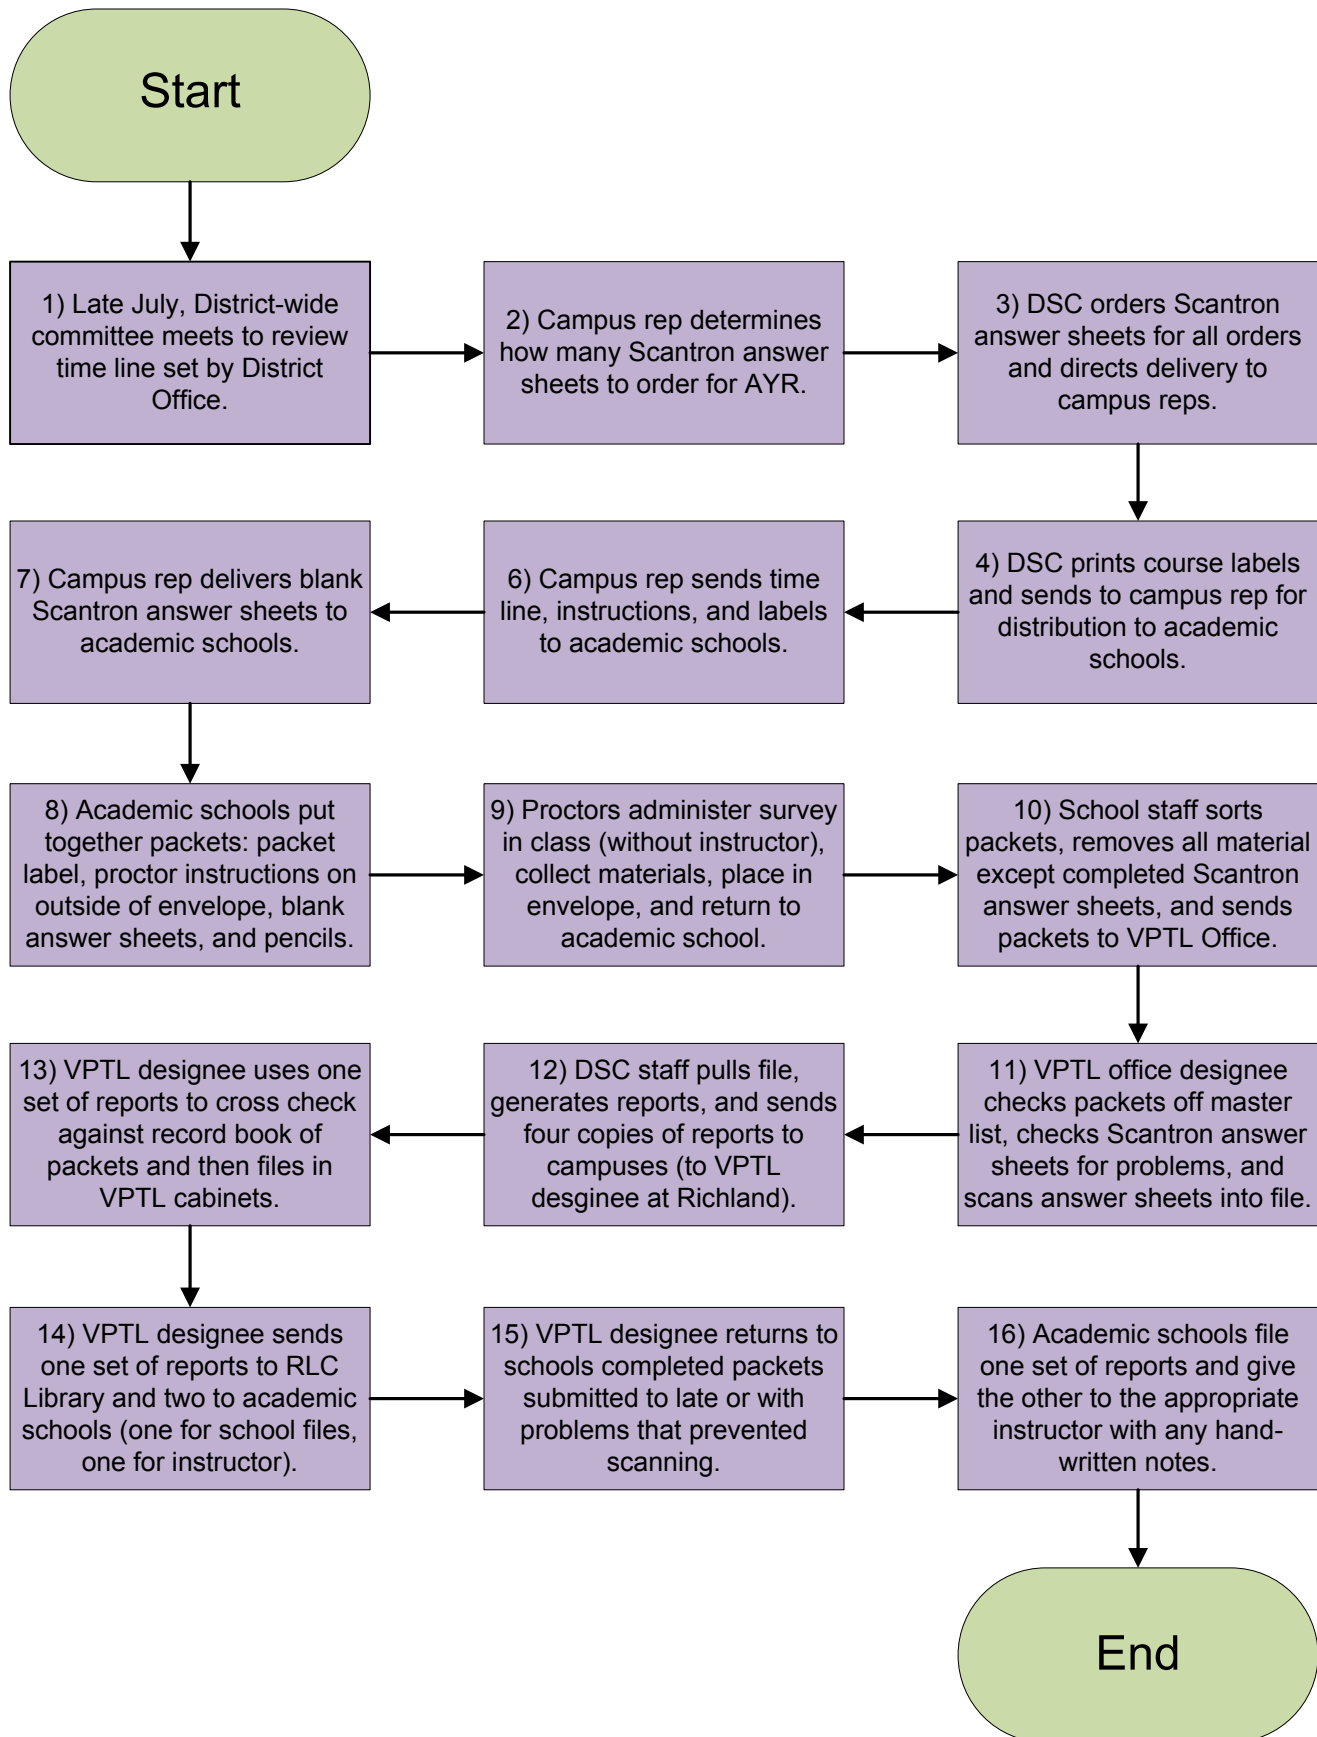 Start
1) Late July, District-wide
committee meets to review
time line set by District
Office.
2) Campus rep determines
how many Scantron answer
sheets to order for AYR.
3) DSC orders Scantron
answer sheets for all orders
and directs delivery to
campus reps.
4) DSC prints course labels
and sends to campus rep for
distribution to academic
schools.
6) Campus rep sends time
line, instructions, and labels
to academic schools.
7) Campus rep delivers blank
Scantron answer sheets to
academic schools.
8) Academic schools put
together packets: packet
label, proctor instructions on
outside of envelope, blank
answer sheets, and pencils.
9) Proctors administer survey
in class (without instructor),
collect materials, place in
envelope, and return to
academic school.
10) School staff sorts
packets, removes all material
except completed Scantron
answer sheets, and sends
packets to VPTL Office.
11) VPTL office designee
checks packets off master
list, checks Scantron answer
sheets for problems, and
scans answer sheets into file.
12) DSC staff pulls file,
generates reports, and sends
four copies of reports to
campuses (to VPTL
desginee at Richland).
13) VPTL designee uses one
set of reports to cross check
against record book of
packets and then files in
VPTL cabinets.
14) VPTL designee sends
one set of reports to RLC
Library and two to academic
schools (one for school files,
one for instructor).
15) VPTL designee returns to
schools completed packets
submitted to late or with
problems that prevented
scanning.
16) Academic schools file
one set of reports and give
the other to the appropriate
instructor with any hand-
written notes.
End